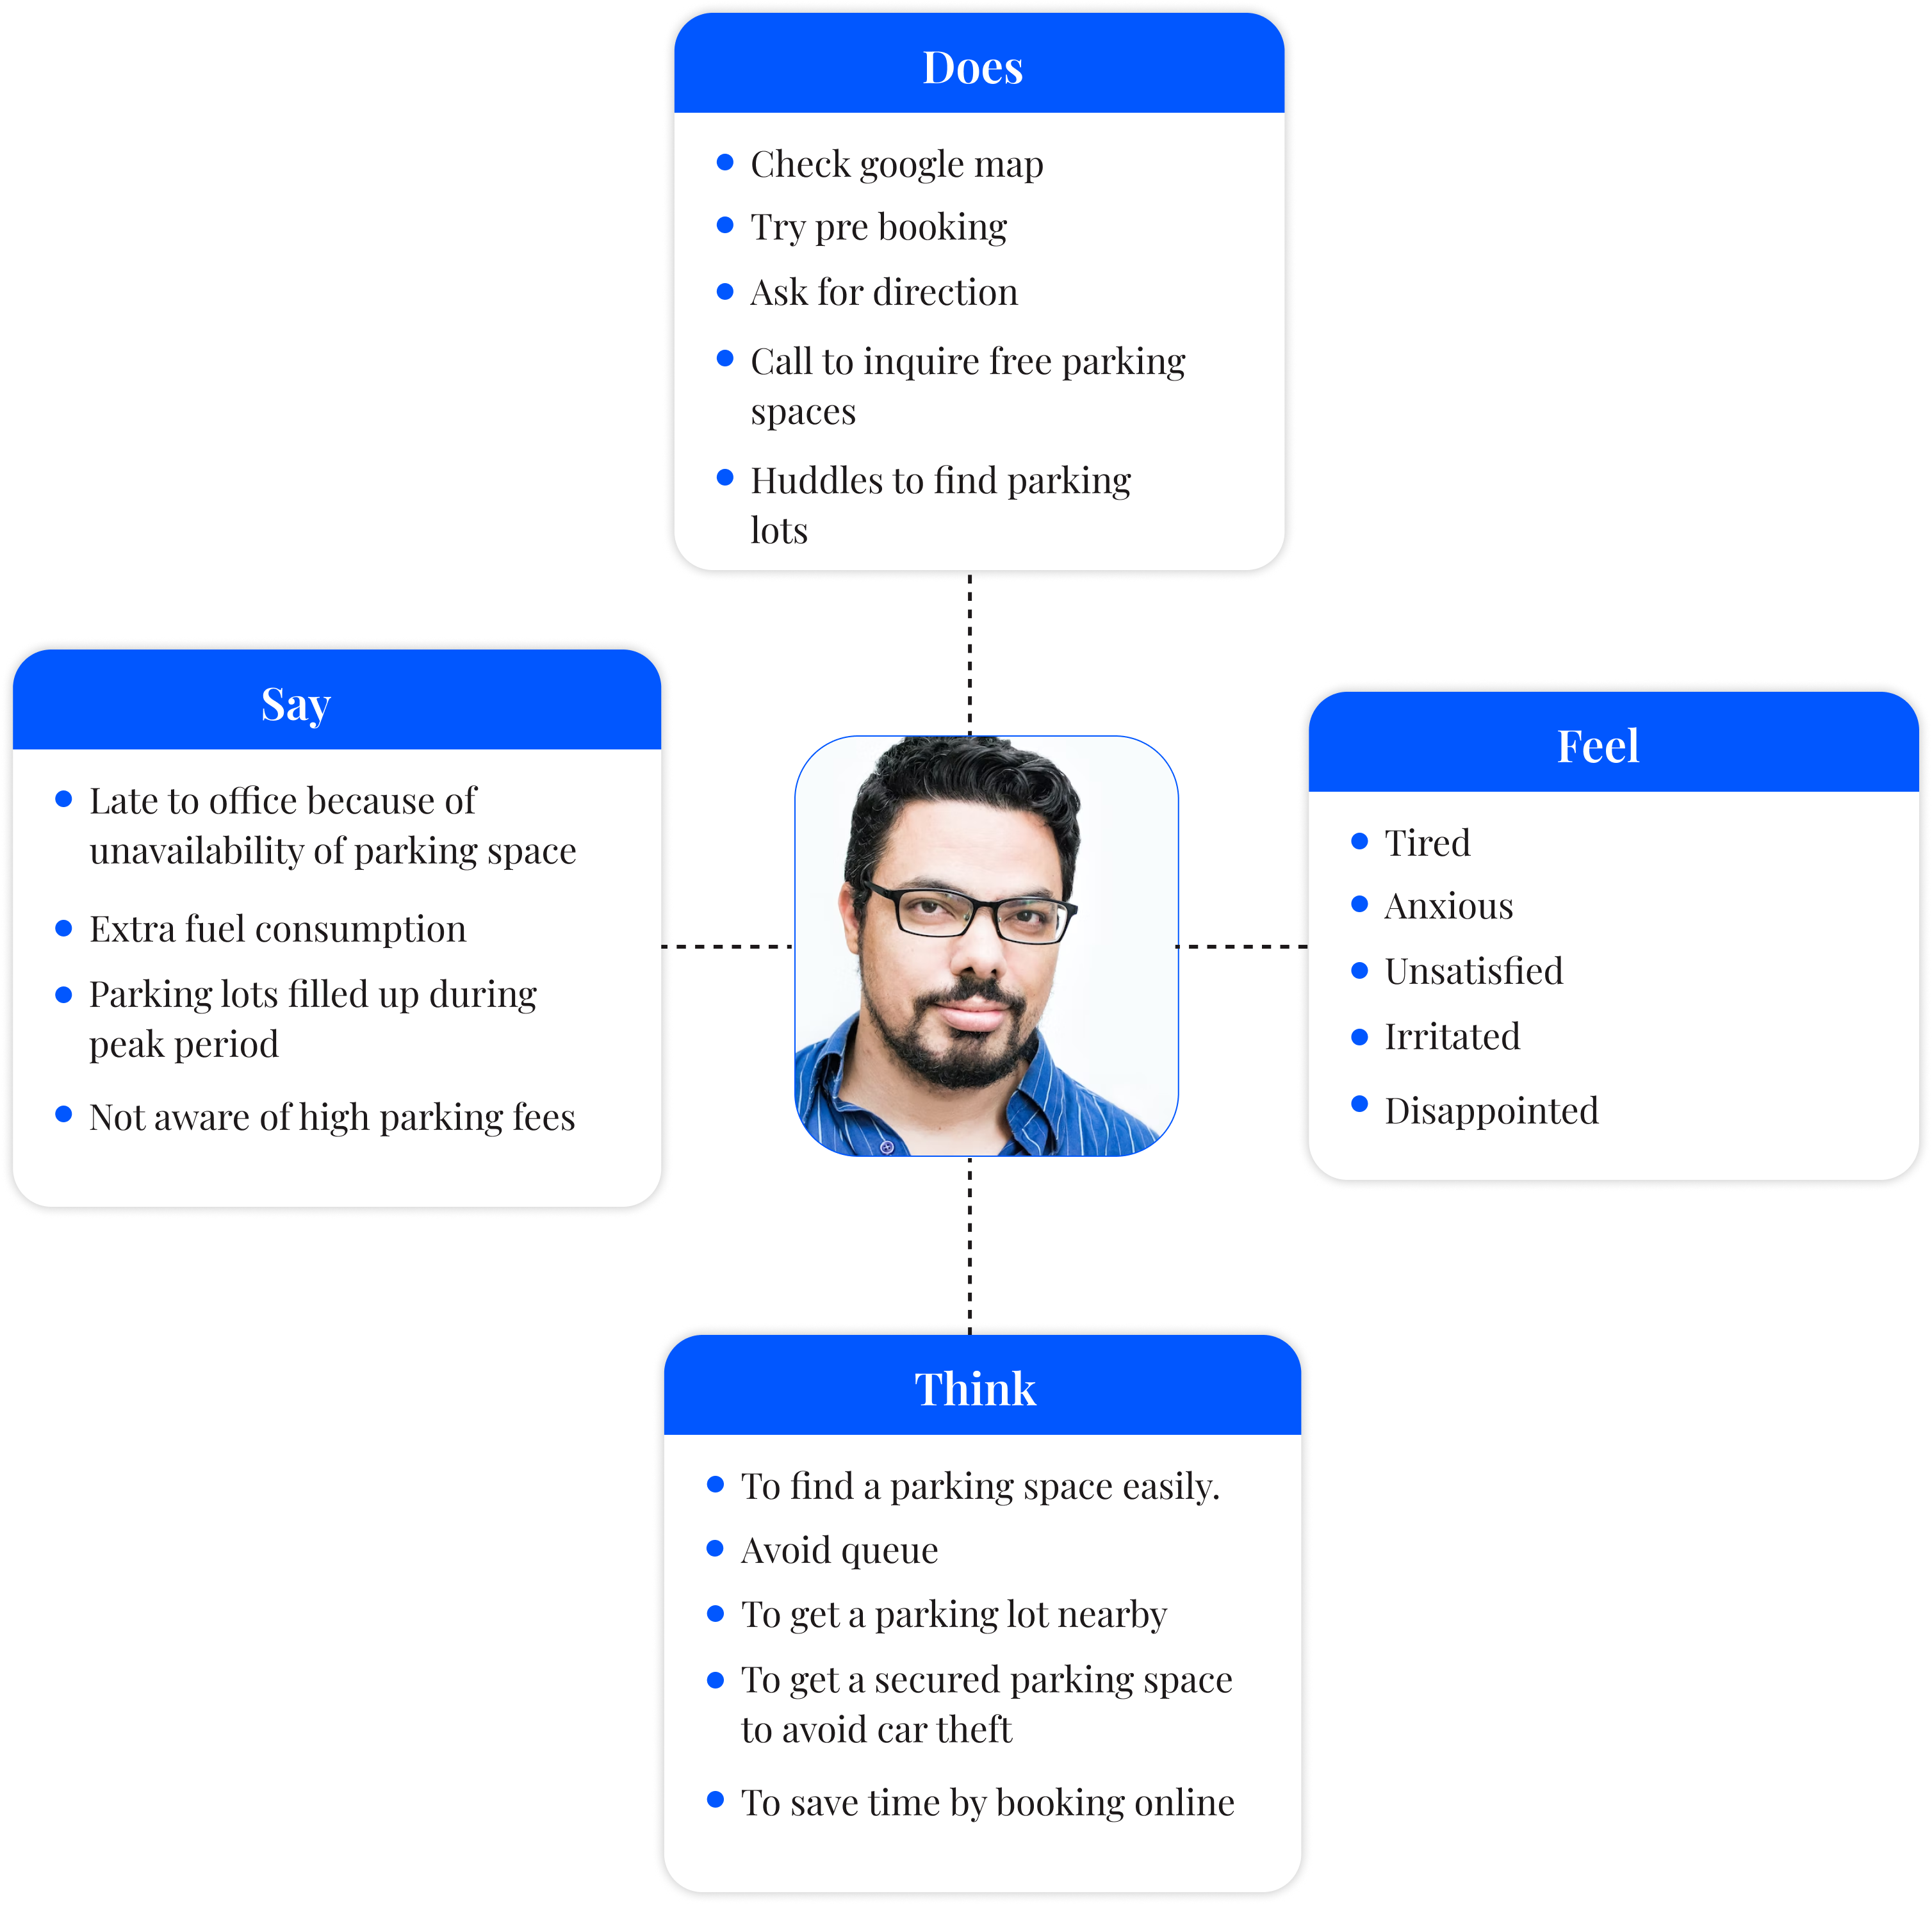 Does
Check google map
Try pre booking
Ask for direction
Call to inquire free parking
spaces
Huddles to find parking
lots
Say
Late to office because of
unavailability of parking space
Extra fuel consumption
Parking lots filled up during
peak period
Not aware of high parking fees
Feel
Tired
Anxious
Unsatisfied
Irritated
Disappointed
Think
To find a parking space easily.
Avoid queue
To get a parking lot nearby
To get a secured parking space
to avoid car theft
To save time by booking online